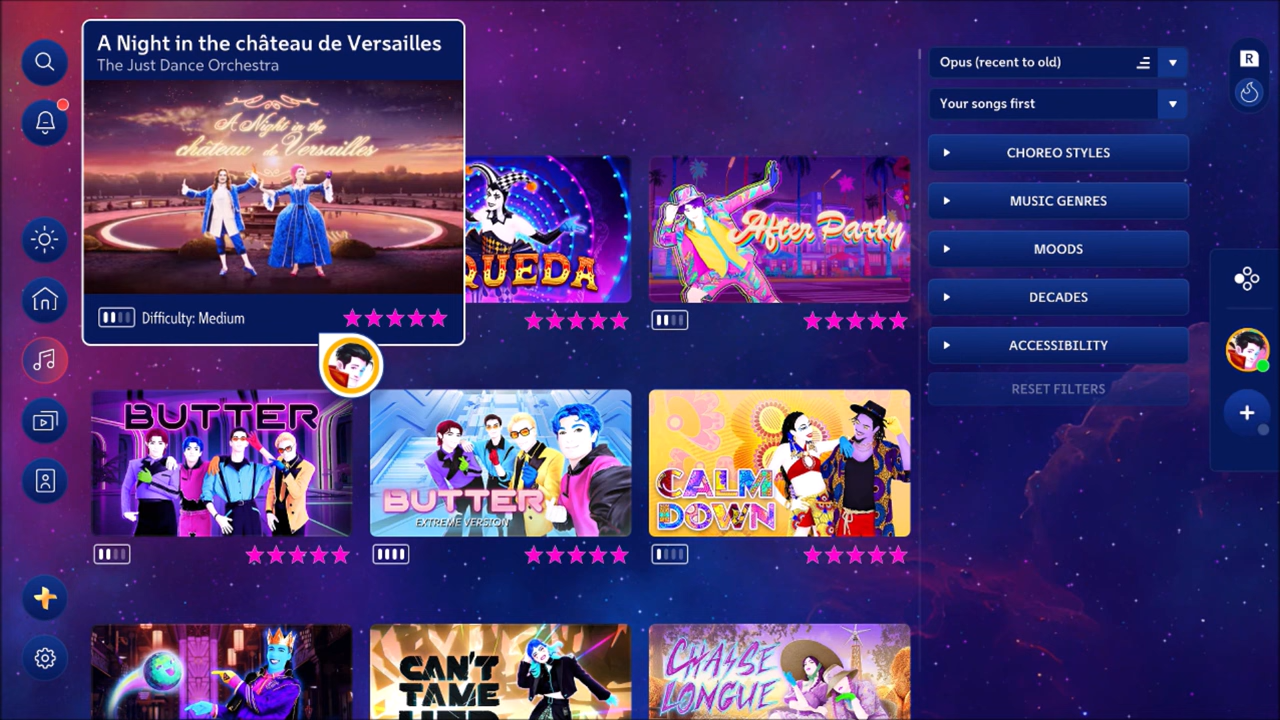 A Night in the château de Versailles
The Just Dance Orchestra
A Night in the
château de Versailles
Difficulty: Medium
QUEDA
After Party
BUTTER
BUTTER
EXTREME VERSION
CALM
DOWN
CAN'T
TAME
HER
CHAISE
LONGUE
Opus (recent to old)
Your songs first
CHOREO STYLES
MUSIC GENRES
MOODS
DECADES
ACCESSIBILITY
RESET FILTERS
R